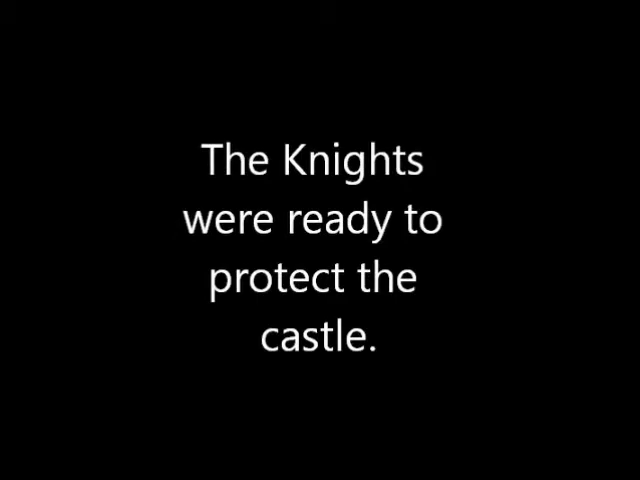 The Knights
were ready to
protect the
castle.